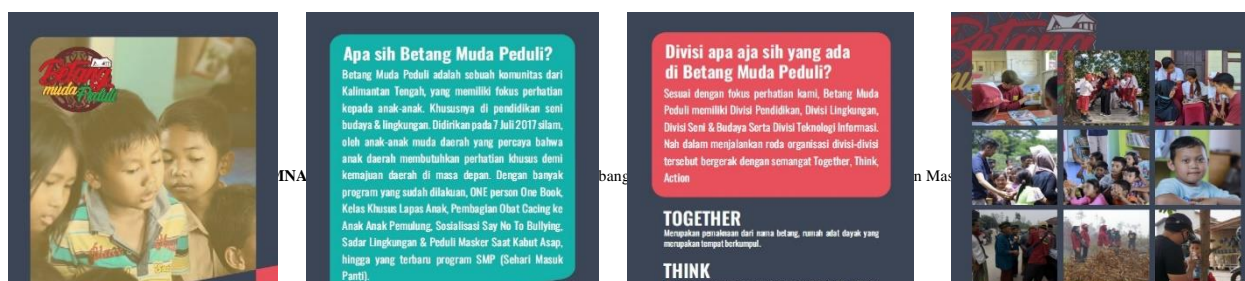 Betang
muda Peduli
Apa sih Betang Muda Peduli?
Betang Muda Peduli adalah sebuah komunitas dari
Kalimantan Tengah, yang memiliki fokus perhatian
kepada anak-anak. Khususnya di pendidikan seni
budaya & lingkungan. Didirikan pada 7 Juli 2017 silam,
oleh anak-anak muda daerah yang percaya bahwa
anak daerah membutuhkan perhatian khusus demi
kemajuan daerah di masa depan. Dengan banyak
program yang sudah dilakuan, ONE person One Book,
Kelas Khusus Lapas Anak, Pembagian Obat Cacing ke
Anak Anak Pemulung, Sosialisasi Say No To Bullying,
Sadar Lingkungan & Peduli Masker Saat Kabut Asap,
hingga yang terbaru program SMP (Sehari Masuk
Panti).
Divisi apa aja sih yang ada
di Betang Muda Peduli?
Sesuai dengan fokus perhatian kami, Betang Muda
Peduli memiliki Divisi Pendidikan, Divisi Lingkungan,
Divisi Seni & Budaya Serta Divisi Teknologi Informasi.
Nah dalam menjalankan roda organisasi divisi-divisi
tersebut bergerak dengan semangat Together, Think,
Action
TOGETHER
Merupakan pemaknaan dari nama betang, rumah adat dayak yang
merupakan tempat berkumpul.
THINK
Betang
MNA
bang
n Mas